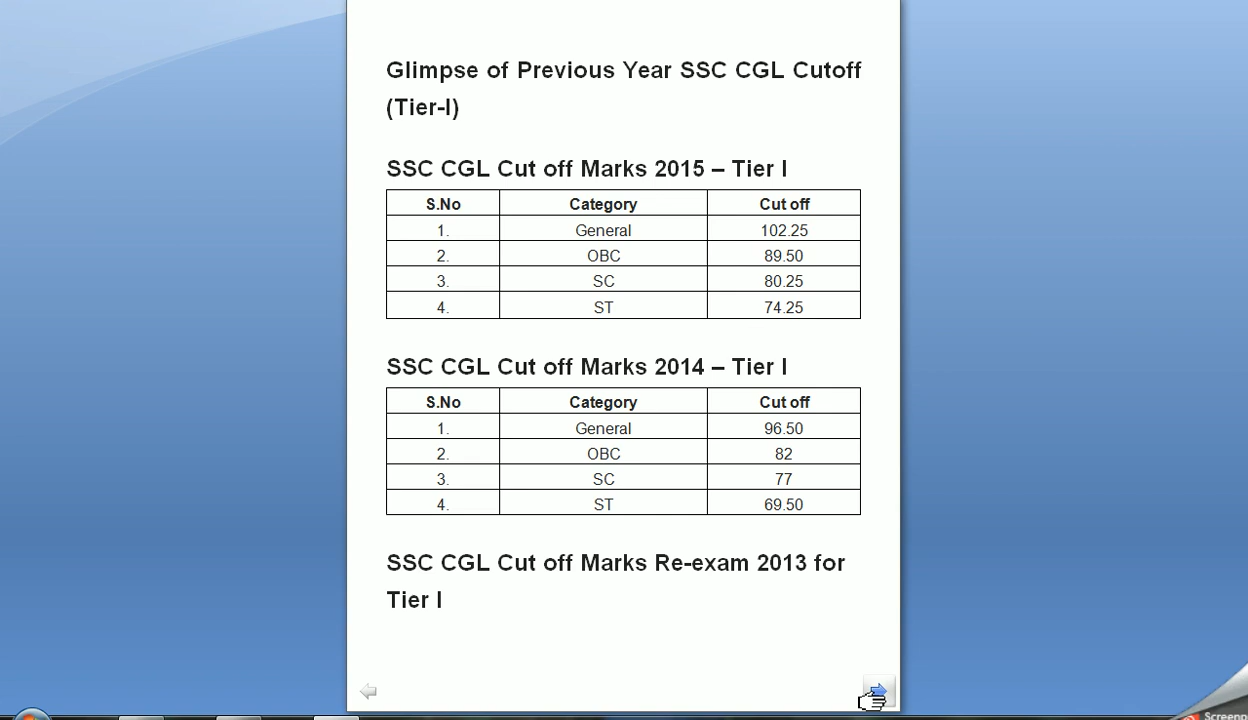 Glimpse of Previous Year SSC CGL Cutoff
(Tier-I)
SSC CGL Cut off Marks 2015 – Tier I
S.No Category Cut off
1. General 102.25
2. OBC 89.50
3. SC 80.25
4. ST 74.25
SSC CGL Cut off Marks 2014 – Tier I
S.No Category Cut off
1. General 96.50
2. OBC 82
3. SC 77
4. ST 69.50
SSC CGL Cut off Marks Re-exam 2013 for
Tier I